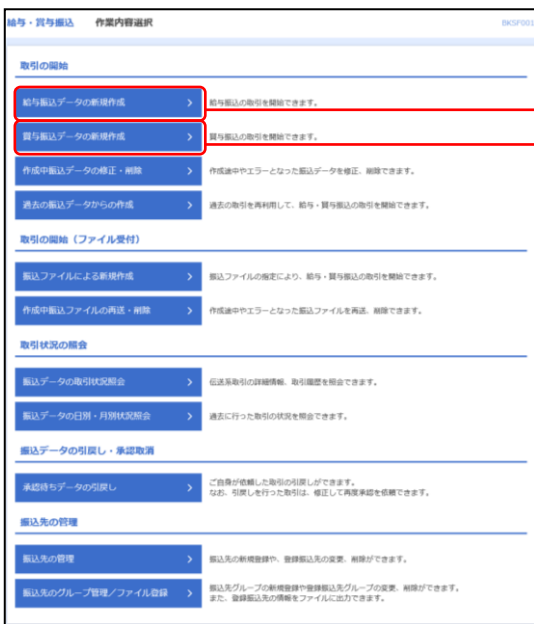 給与・賞与振込 作業内容選択 BKSF001
取引の開始
給与振込データの新規作成 > 給与振込の取引を開始できます。
賞与振込データの新規作成 > 賞与振込の取引を開始できます。
作成中振込データの修正・削除 > 作成途中やエラーとなった振込データを修正、削除できます。
過去の振込データからの作成 > 過去の取引を再利用して、給与・賞与振込の取引を開始できます。
取引の開始（ファイル受付）
振込ファイルによる新規作成 > 振込ファイルの指定により、給与・賞与振込の取引を開始できます。
作成中振込ファイルの再送・削除 > 作成途中やエラーとなった振込ファイルを再送、削除できます。
取引状況の照会
振込データの取引状況照会 > 伝送系取引の詳細情報、取引履歴を照会できます。
振込データの日別・月別状況照会 > 過去に行った取引の状況を照会できます。
振込データの引戻し・承認取消
承認待ちデータの引戻し > ご自身が依頼した取引の引戻しができます。
なお、引戻しを行った取引は、修正して再度承認を依頼できます。
振込先の管理
振込先の管理 > 振込先の新規登録や、登録振込先の変更、削除ができます。
振込先のグループ管理／ファイル登録 > 振込先グループの新規登録や登録振込先グループの変更、削除ができます。
また、登録振込先の情報をファイルに出力できます。